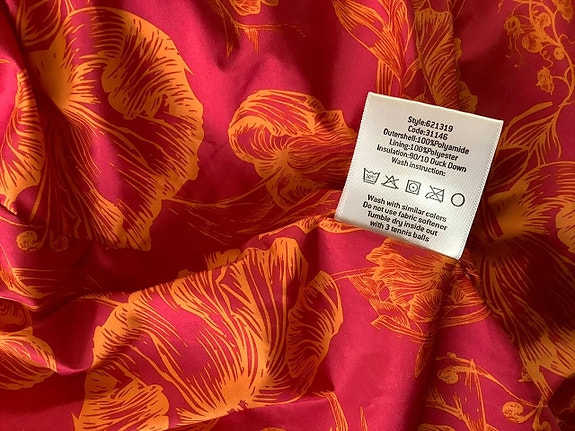 Style:621319
Code:31146
Outershell:100%Polyamide
Lining:100%Polyester
Insulation:90/10 Duck Down
Wash Instruction:
30°
Wash with similar colors
Do not use fabric softener
Tumble dry inside out
with 3 tennis balls